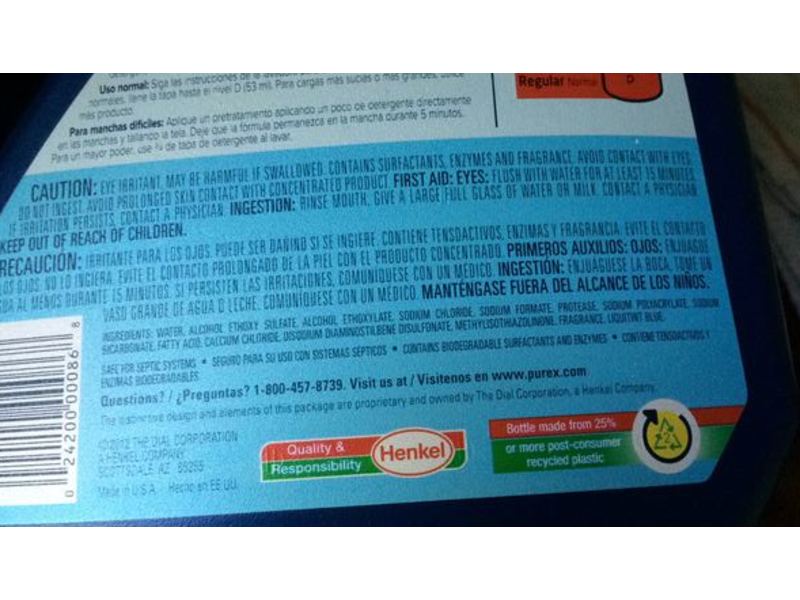 Uso normal: Siga las instrucciones de la
normales, llene la tapa hasta el nivel D (53 ml). Para cargas más sucias o más grandes,
más producto.
Para manchas difíciles: Aplique un pretratamiento aplicando un poco de detergente directamente
en las manchas y tallando la tela. Deje que la fórmula permanezca en la mancha durante 5 minutos.
Para un mayor poder, use ¾ de tapa de detergente al lavar.
Regular Normal D
CAUTION: EYE IRRITANT. MAY BE HARMFUL IF SWALLOWED. CONTAINS SURFACTANTS, ENZYMES AND FRAGRANCE. AVOID CONTACT WITH EYES.
DO NOT INGEST. AVOID PROLONGED SKIN CONTACT WITH CONCENTRATED PRODUCT. FIRST AID: EYES: FLUSH WITH WATER FOR AT LEAST 15 MINUTES.
IF IRRITATION PERSISTS, CONTACT A PHYSICIAN. INGESTION: RINSE MOUTH. GIVE A LARGE FULL GLASS OF WATER OR MILK. CONTACT A PHYSICIAN.
KEEP OUT OF REACH OF CHILDREN.
PRECAUCIÓN: IRRITANTE PARA LOS OJOS. PUEDE SER DAÑINO SI SE INGIERE. CONTIENE TENSOACTIVOS, ENZIMAS Y FRAGRANCIA. EVITE EL CONTACTO
LOS OJOS. NO LO INGIERA. EVITE EL CONTACTO PROLONGADO DE LA PIEL CON EL PRODUCTO CONCENTRADO. PRIMEROS AUXILIOS: OJOS: ENJUAGUE
AL MENOS DURANTE 15 MINUTOS. SI PERSISTEN LAS IRRITACIONES, COMUNÍQUESE CON UN MÉDICO. INGESTIÓN: ENJUÁGUESE LA BOCA. TOME UN
VASO GRANDE DE AGUA O LECHE. COMUNÍQUESE CON UN MÉDICO. MANTÉNGASE FUERA DEL ALCANCE DE LOS NIÑOS.
INGREDIENTS: WATER, ALCOHOL ETHOXY SULFATE, ALCOHOL ETHOXYLATE, SODIUM CHLORIDE, SODIUM FORMATE, PROTEASE, SODIUM POLYACRYLATE, SODIUM
BICARBONATE, FATTY ACID, CALCIUM CHLORIDE, DISODIUM DIAMINOSTILBENE DISULFONATE, METHYLISOTHIAZOLINONE, FRAGRANCE, LIQUITINT BLUE.
SAFE FOR SEPTIC SYSTEMS • SEGURO PARA SU USO CON SISTEMAS SÉPTICOS • CONTAINS BIODEGRADABLE SURFACTANTS AND ENZYMES • CONTIENE TENSOACTIVOS Y
ENZIMAS BIODEGRADABLES
Questions? / ¿Preguntas? 1-800-457-8739. Visit us at / Visítenos en www.purex.com
The distinctive design and elements of this package are proprietary and owned by The Dial Corporation, a Henkel Company.
©2012 THE DIAL CORPORATION
A HENKEL COMPANY
SCOTTSDALE AZ 85255
Made in U.S.A. Hecho en EE.UU.
0 24200 00086 8
Quality &
Responsibility
Henkel
Bottle made from 25%
or more post-consumer
recycled plastic
2